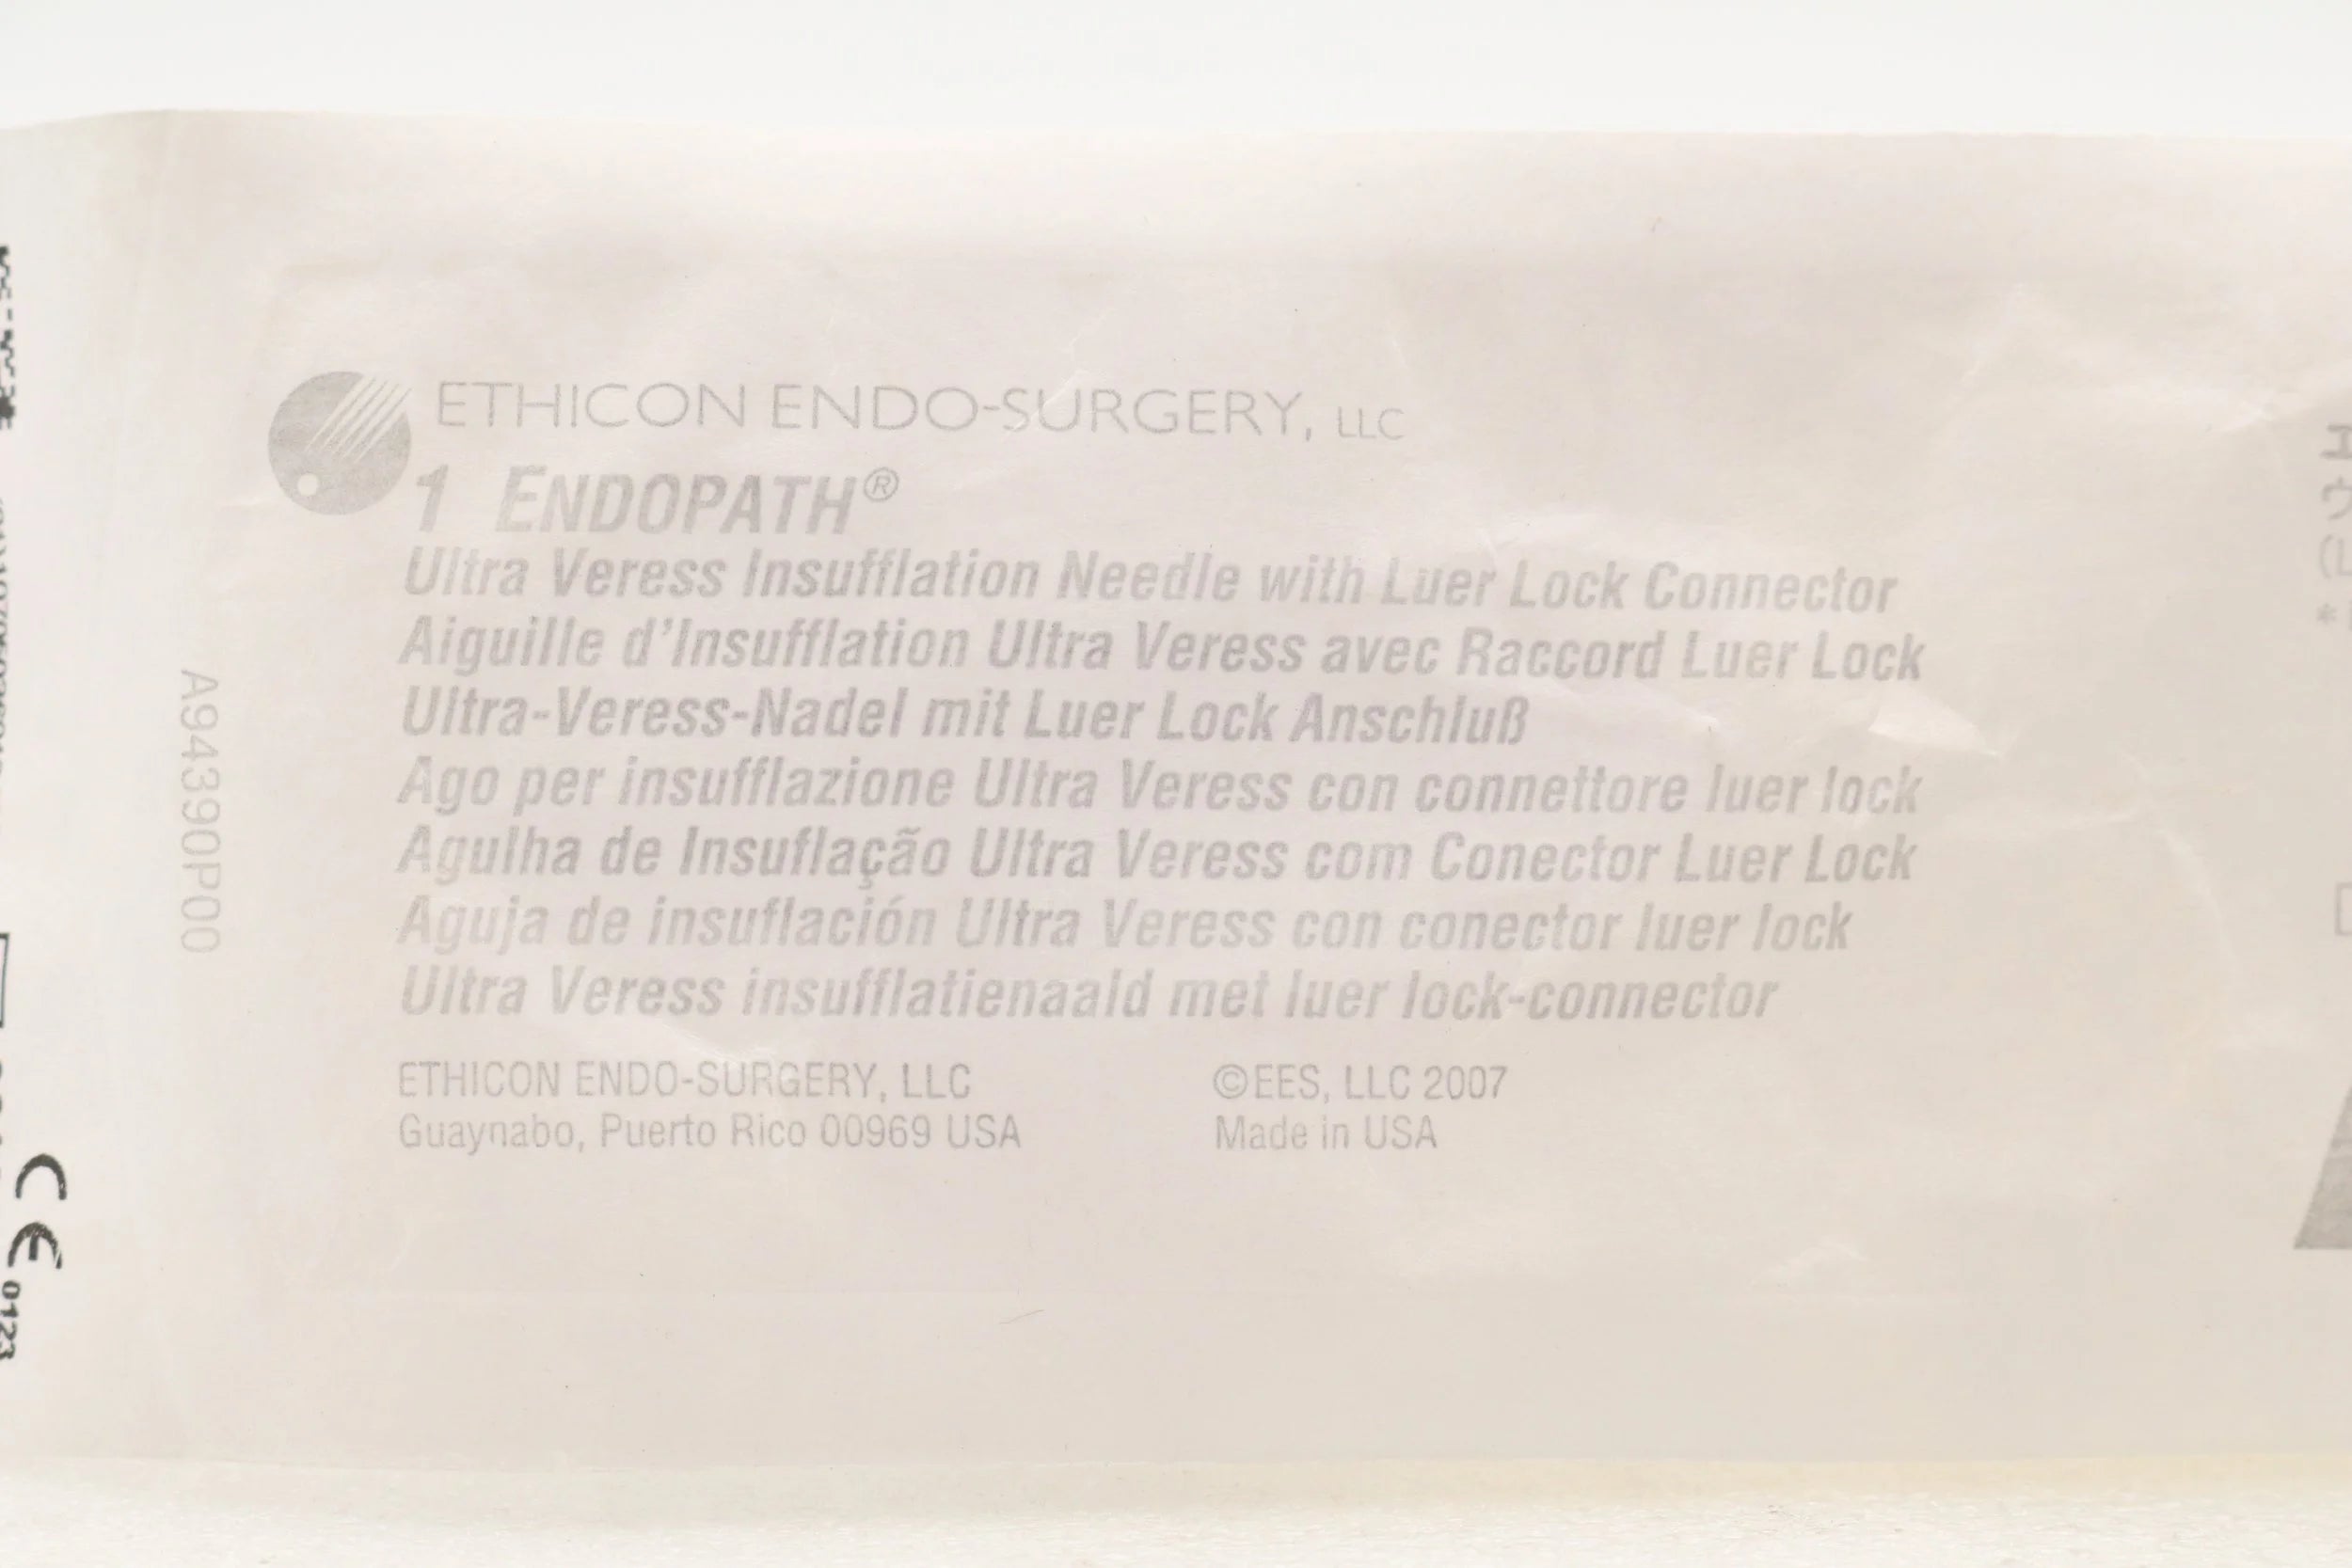 ETHICON ENDO-SURGERY, LLC
1 ENDOPATH®
Ultra Veress Insufflation Needle with Luer Lock Connector
Aiguille d'Insufflation Ultra Veress avec Raccord Luer Lock
Ultra-Veress-Nadel mit Luer Lock Anschluß
Ago per insufflazione Ultra Veress con connettore luer lock
Agulha de Insuflação Ultra Veress com Conector Luer Lock
Aguja de insuflación Ultra Veress con conector luer lock
Ultra Veress insufflatienaald met luer lock-connector
ETHICON ENDO-SURGERY, LLC
Guaynabo, Puerto Rico 00969 USA
©EES, LLC 2007
Made in USA
A94390P00
CE 0123